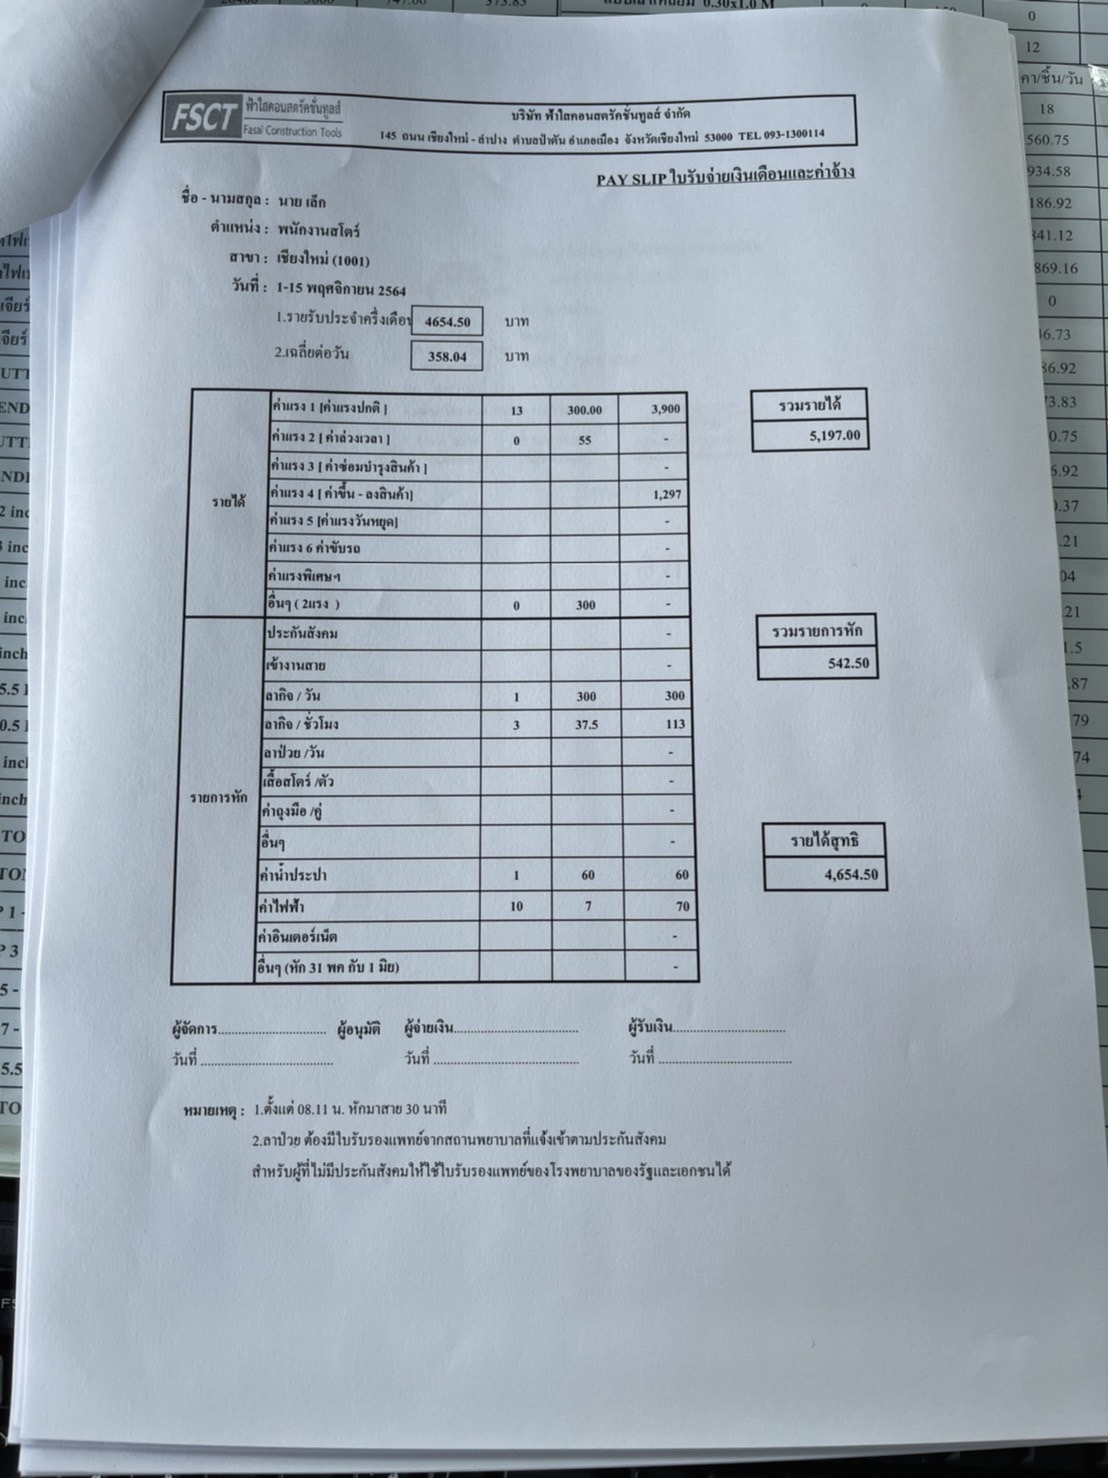 FSCT ฟ้าใสคอนสตรัคชั่นทูลส์
Fasai Construction Tools
บริษัท ฟ้าใสคอนสตรัคชั่นทูลส์ จำกัด
145 ถนน เชียงใหม่ - ลำปาง ตำบลป่าตัน อำเภอเมือง จังหวัดเชียงใหม่ 53000 TEL 093-1300114
PAY SLIP ใบรับจ่ายเงินเดือนและค่าจ้าง
ชื่อ - นามสกุล : นาย เล็ก
ตำแหน่ง : พนักงานสโตร์
สาขา : เชียงใหม่ (1001)
วันที่ : 1-15 พฤศจิกายน 2564
1.รายรับประจำครึ่งเดือน 4654.50 บาท
2.เฉลี่ยต่อวัน 358.04 บาท
รายได้
ค่าแรง 1 [ค่าแรงปกติ ] 13 300.00 3,900
ค่าแรง 2 [ ค่าล่วงเวลา ] 0 55 -
ค่าแรง 3 [ ค่าซ่อมบำรุงสินค้า ] -
ค่าแรง 4 [ ค่าขึ้น - ลงสินค้า] 1,297
ค่าแรง 5 [ค่าแรงวันหยุด] -
ค่าแรง 6 ค่าขับรถ -
ค่าแรงพิเศษฯ -
อื่นๆ ( 2แรง ) 0 300 -
รวมรายได้
5,197.00
รายการหัก
ประกันสังคม -
เข้างานสาย -
ลากิจ / วัน 1 300 300
ลากิจ / ชั่วโมง 3 37.5 113
ลาป่วย /วัน -
เสื้อสโตร์ /ตัว -
ค่าถุงมือ /คู่ -
อื่นๆ -
ค่าน้ำประปา 1 60 60
ค่าไฟฟ้า 10 7 70
ค่าอินเตอร์เน็ต -
อื่นๆ (หัก 31 พค กับ 1 มิย) -
รวมรายการหัก
542.50
รายได้สุทธิ
4,654.50
ผู้จัดการ.............................. ผู้อนุมัติ ผู้จ่ายเงิน.................................. ผู้รับเงิน...............................
วันที่ ..................................... วันที่ ........................................ วันที่ .....................................
หมายเหตุ : 1.ตั้งแต่ 08.11 น. หักมาสาย 30 นาที
2.ลาป่วย ต้องมีใบรับรองแพทย์จากสถานพยาบาลที่แจ้งเข้าตามประกันสังคม
สำหรับผู้ที่ไม่มีประกันสังคมให้ใช้ใบรับรองแพทย์ของโรงพยาบาลของรัฐและเอกชนได้